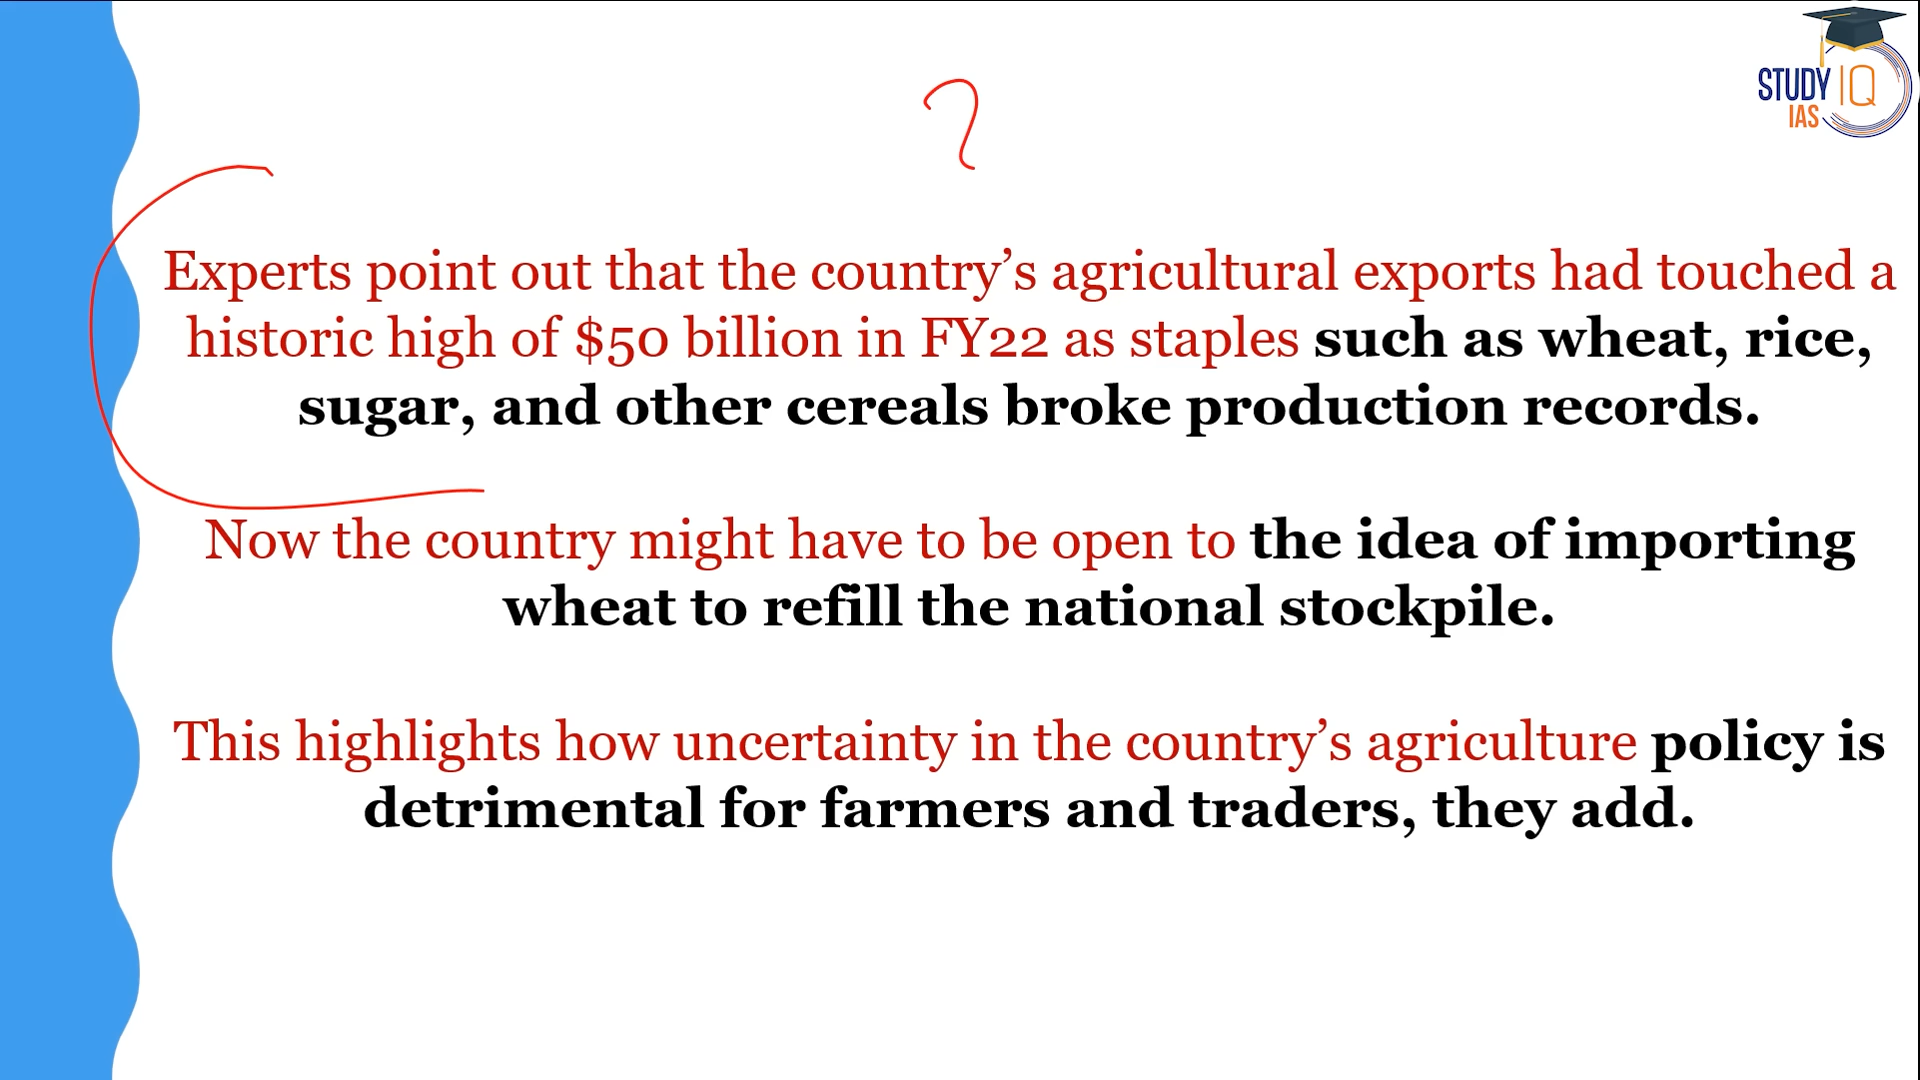 STUDY IQ
IAS
?
Experts point out that the country’s agricultural exports had touched a
historic high of $50 billion in FY22 as staples such as wheat, rice,
sugar, and other cereals broke production records.
Now the country might have to be open to the idea of importing
wheat to refill the national stockpile.
This highlights how uncertainty in the country’s agriculture policy is
detrimental for farmers and traders, they add.